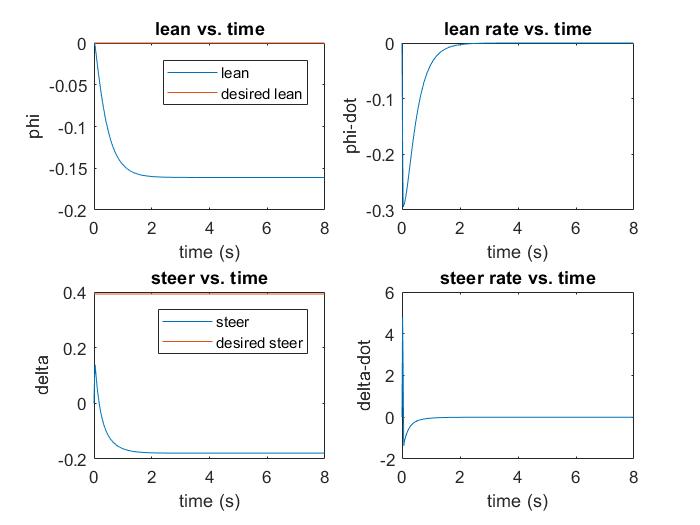 lean vs. time
0
-0.05
-0.1
-0.15
-0.2
phi
lean
desired lean
0 2 4 6 8
time (s)
lean rate vs. time
0
-0.1
-0.2
-0.3
phi-dot
0 2 4 6 8
time (s)
steer vs. time
0.4
0.2
0
-0.2
delta
steer
desired steer
0 2 4 6 8
time (s)
steer rate vs. time
6
4
2
0
-2
delta-dot
0 2 4 6 8
time (s)